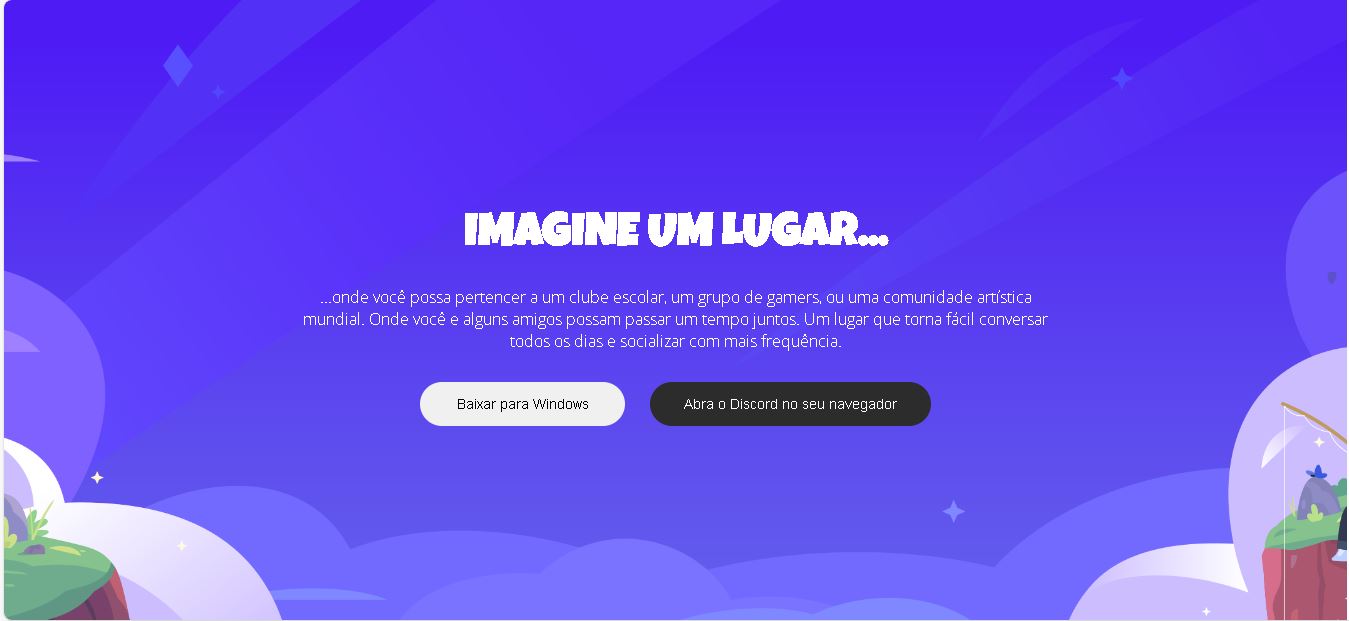 IMAGINE UM LUGAR...
...onde você possa pertencer a um clube escolar, um grupo de gamers, ou uma comunidade artística
mundial. Onde você e alguns amigos possam passar um tempo juntos. Um lugar que torna fácil conversar
todos os dias e socializar com mais frequência.
Baixar para Windows
Abra o Discord no seu navegador